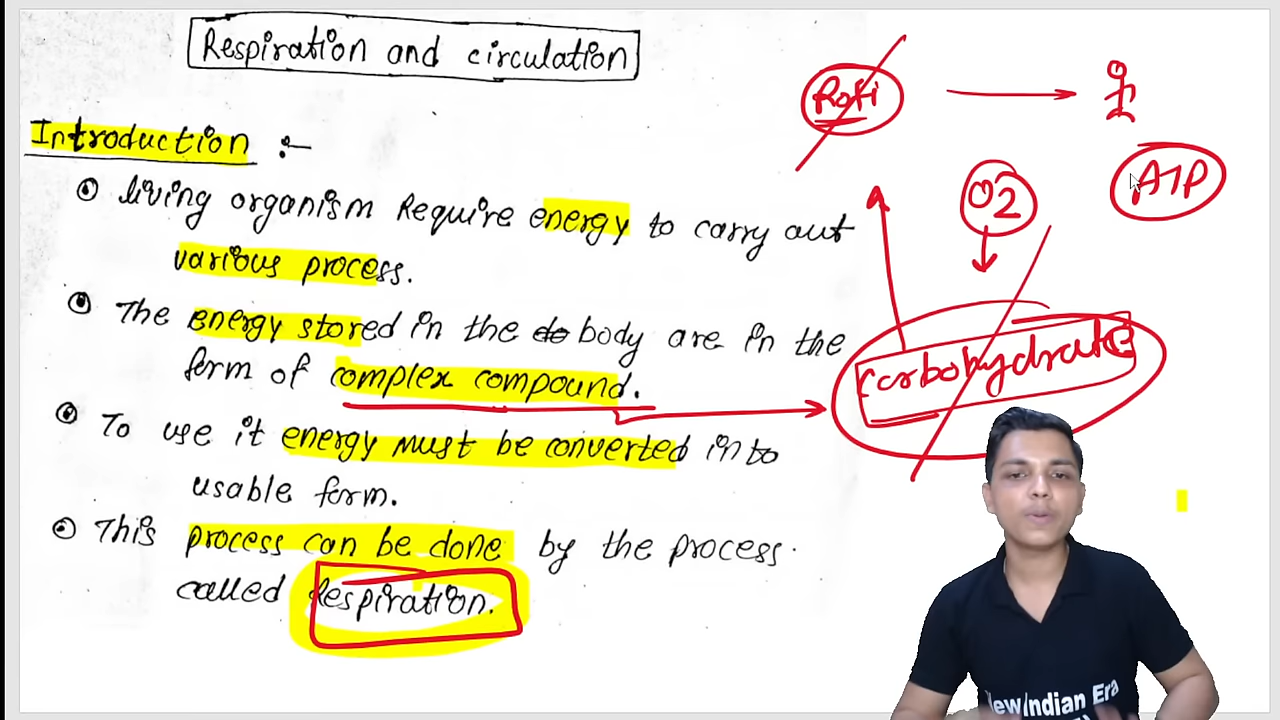 Respiration and circulation
Introduction :-
living organism Require energy to carry out
various process.
The energy stored in the do body are in the
form of complex compound.
To use it energy must be converted into
usable form.
This process can be done by the process.
called Respiration.
Roti
O2
ATP
carbohydrate
New Indian Era